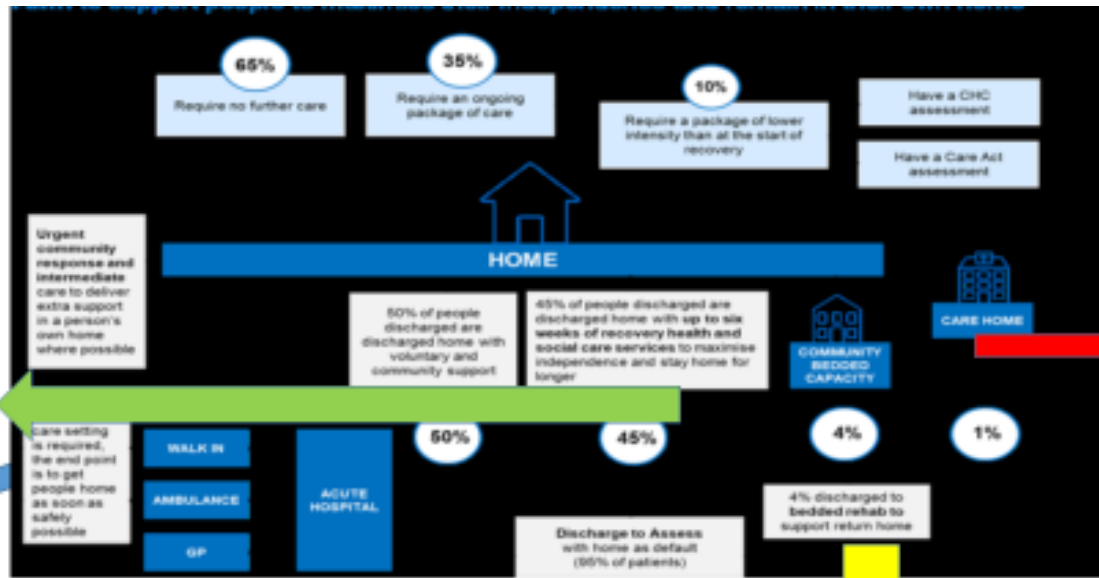 65%
Require no further care
35%
Require an ongoing
package of care
10%
Require a package of lower
intensity than at the start of
recovery
Have a CHC
assessment
Have a Care Act
assessment
Urgent
community
response and
intermediate
care to deliver
extra support
in a person's
own home
where possible
HOME
50% of people
discharged are
discharged home with
voluntary and
community support
45% of people discharged are
discharged home with up to six
weeks of recovery health and
social care services to maximise
independence and stay home for
longer
COMMUNITY
BEDDED
CAPACITY
CARE HOME
care setting
is required,
the end point
is to get
people home
as soon as
safely
possible
WALK IN
AMBULANCE
GP
ACUTE
HOSPITAL
50%
45%
4%
1%
Discharge to Assess
with home as default
(95% of patients)
4% discharged to
bedded rehab to
support return home